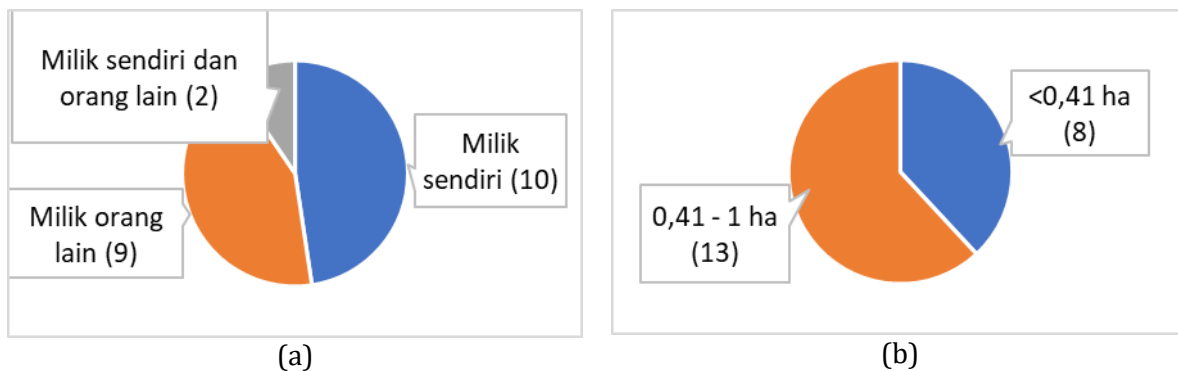 Milik sendiri dan
orang lain (2)
Milik
sendiri (10)
Milik orang
lain (9)
(a)
<0,41 ha
(8)
0,41 - 1 ha
(13)
(b)